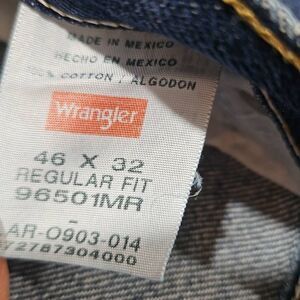 MADE IN MEXICO
HECHO EN MEXICO
COTTON / ALGODON
Wrangler
46 X 32
REGULAR FIT
96501MR
-
AR-0903-014
72787304000